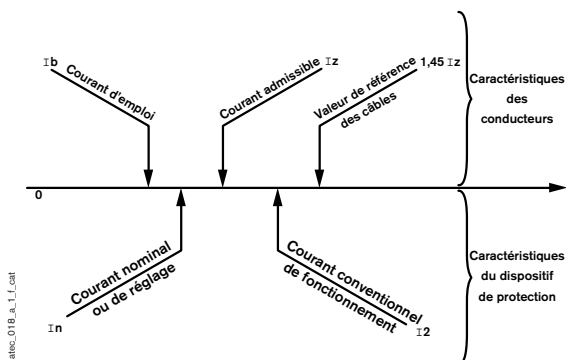 Ib
Courant d'emploi
Courant admissible
Iz
Valeur de référence
des câbles
1,45 Iz
Caractéristiques
des
conducteurs
0
Courant nominal
ou de réglage
In
Courant conventionnel
de fonctionnement
I2
Caractéristiques
du dispositif
de protection
atec_018_a_1_f_cat